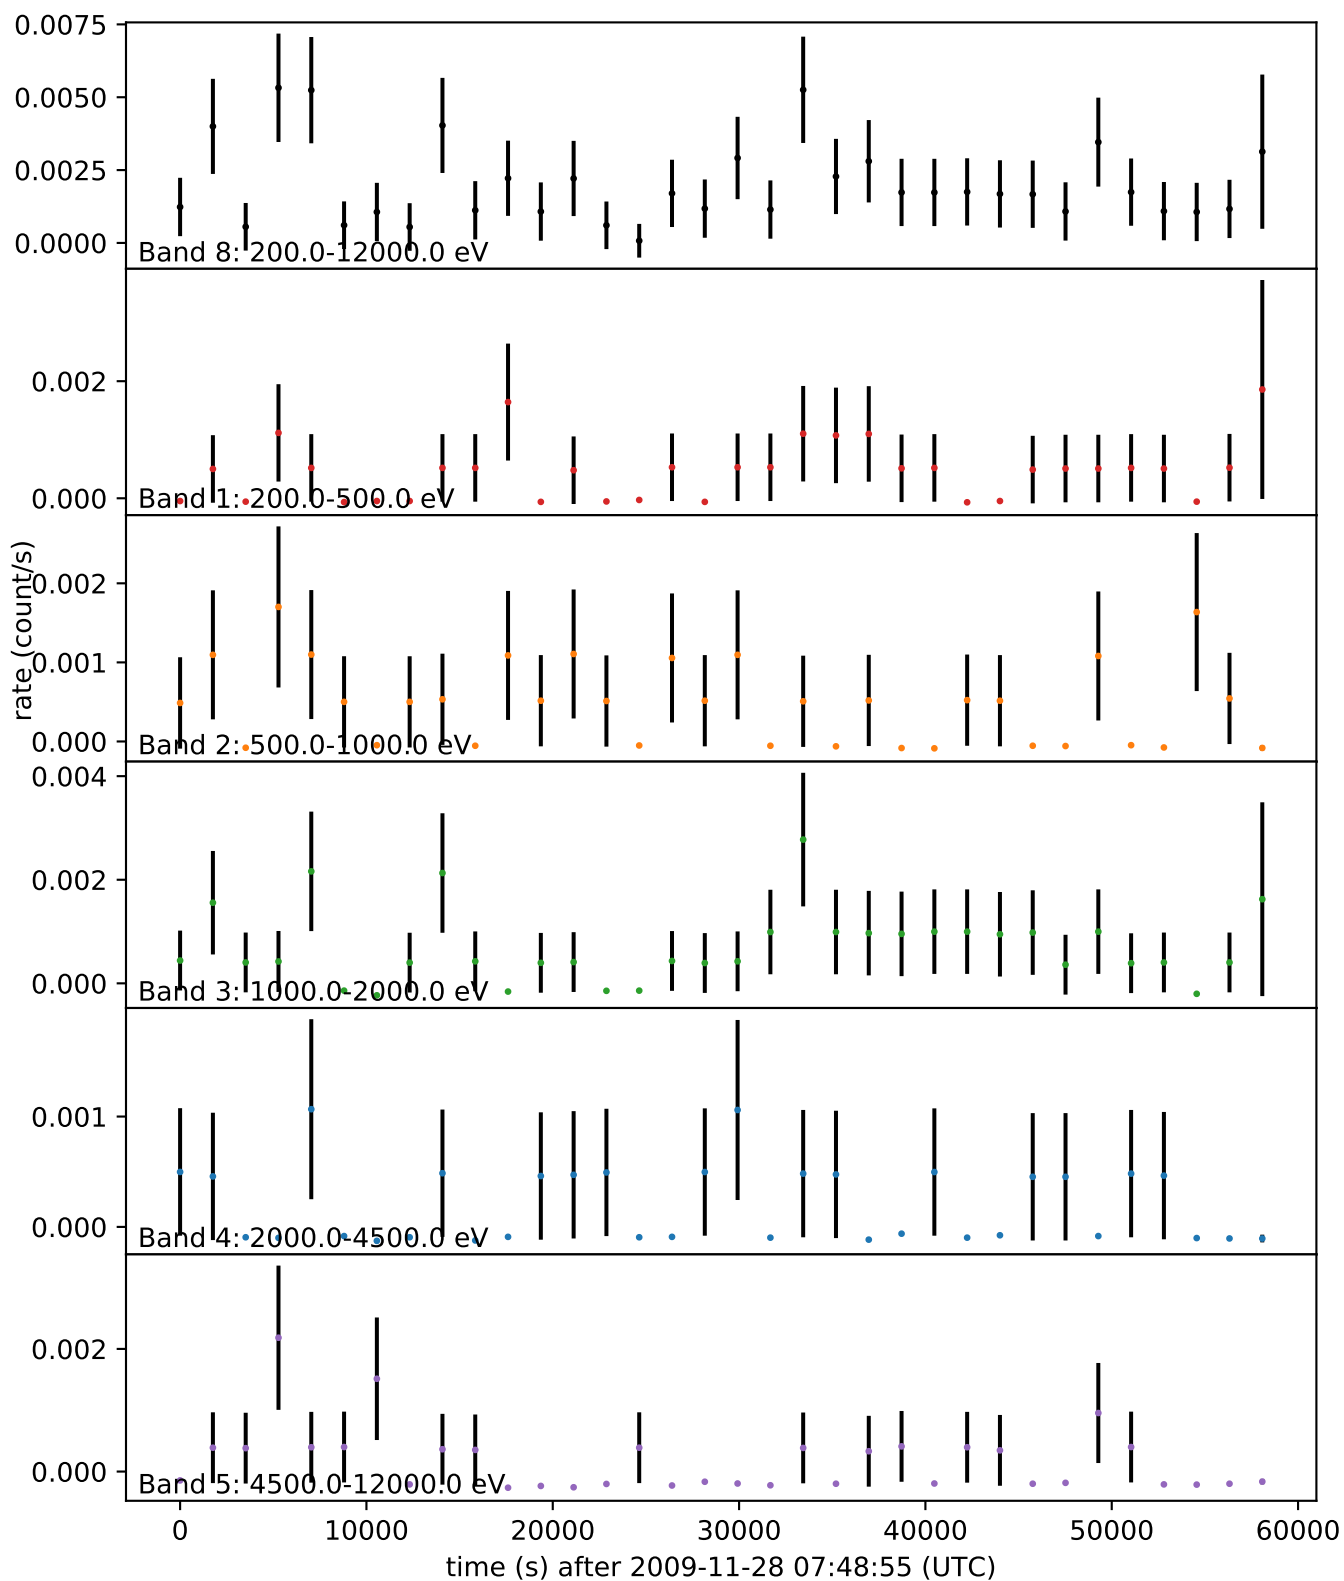 0.0075
0.0050
0.0025
0.0000
Band 8: 200.0-12000.0 eV
0.002
0.000
Band 1: 200.0-500.0 eV
rate (count/s)
0.002
0.001
0.000
Band 2: 500.0-1000.0 eV
0.004
0.002
0.000
Band 3: 1000.0-2000.0 eV
0.001
0.000
Band 4: 2000.0-4500.0 eV
0.002
0.000
Band 5: 4500.0-12000.0 eV
0 10000 20000 30000 40000 50000 60000
time (s) after 2009-11-28 07:48:55 (UTC)